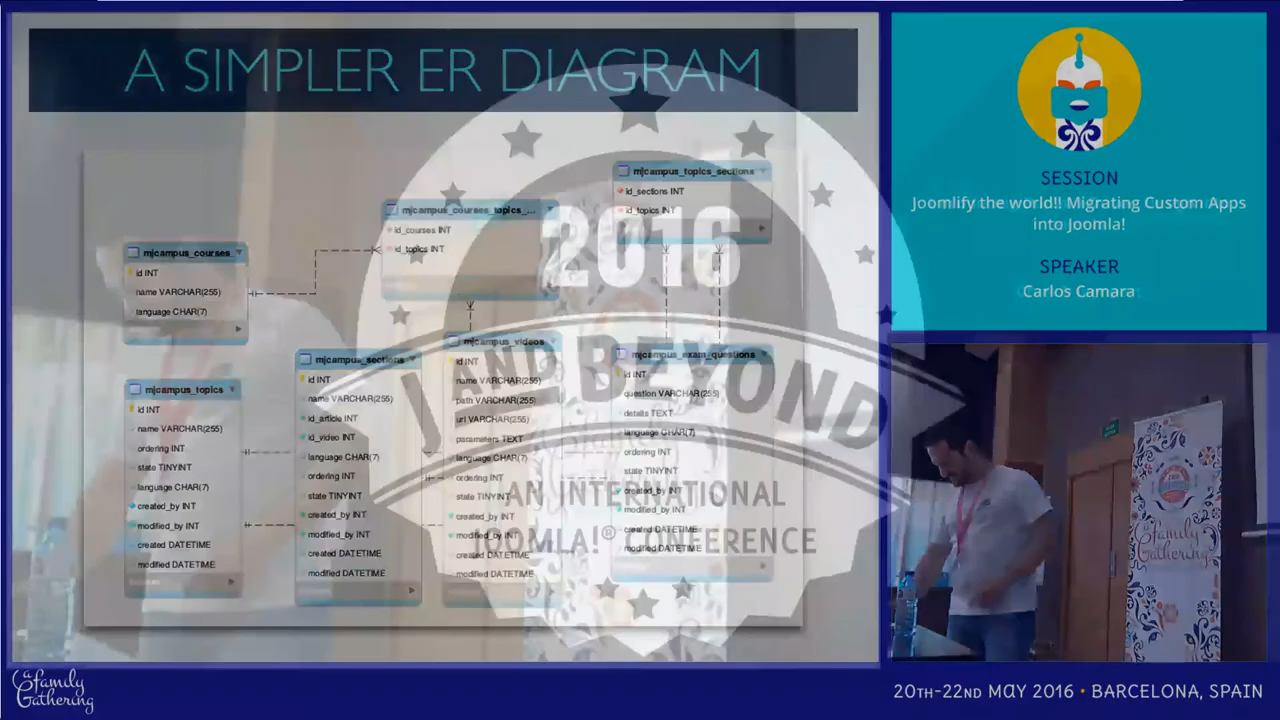 A SIMPLER ER DIAGRAM
mjcampus_courses_
id INT
name VARCHAR(255)
language CHAR(7)
mjcampus_courses_topics_...
id_courses INT
id_topics INT
mjcampus_topics_sections
id_sections INT
id_topics INT
mjcampus_topics
id INT
name VARCHAR(255)
ordering INT
state TINYINT
language CHAR(7)
created_by INT
modified_by INT
created DATETIME
modified DATETIME
mjcampus_sections
id INT
name VARCHAR(255)
id_article INT
id_video INT
language CHAR(7)
ordering INT
state TINYINT
created_by INT
modified_by INT
created DATETIME
modified DATETIME
mjcampus_videos
id INT
name VARCHAR(255)
path VARCHAR(255)
url VARCHAR(255)
parameters TEXT
language CHAR(7)
ordering INT
state TINYINT
created_by INT
modified_by INT
created DATETIME
modified DATETIME
mjcampus_exam_questions
id INT
question VARCHAR(255)
details TEXT
language CHAR(7)
ordering INT
state TINYINT
created_by INT
modified_by INT
created DATETIME
modified DATETIME
2016
J AND BEYOND
AN INTERNATIONAL
JOOMLA!® CONFERENCE
SESSION
Joomlify the world!! Migrating Custom Apps
into Joomla!
SPEAKER
Carlos Camara
Family
Gathering
a family
Gathering
20TH-22ND MAY 2016 • BARCELONA, SPAIN